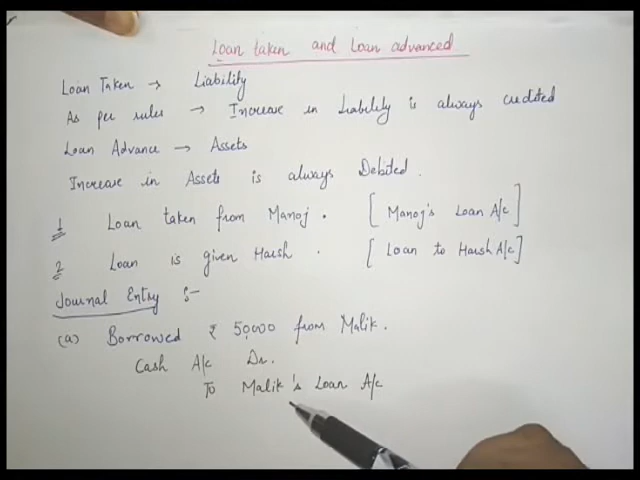 Loan taken and Loan advanced
Loan Taken → Liability
As per rules → Increase in Liability is always credited
Loan Advance → Assets
Increase in Assets is always Debited.
1 Loan taken from Manoj. [Manoj's Loan A/c]
2 Loan is given Harsh. [Loan to Harsh A/c]
Journal Entry :-
(a) Borrowed ₹ 50,000 from Malik.
Cash A/c Dr.
To Malik's Loan A/c